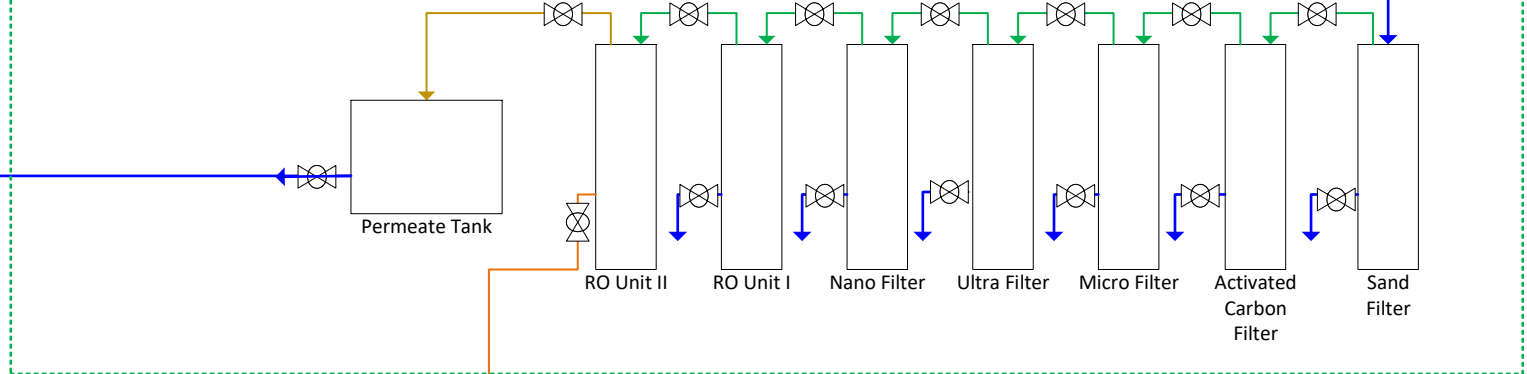 Permeate Tank
RO Unit II
RO Unit I
Nano Filter
Ultra Filter
Micro Filter
Activated
Carbon
Filter
Sand
Filter